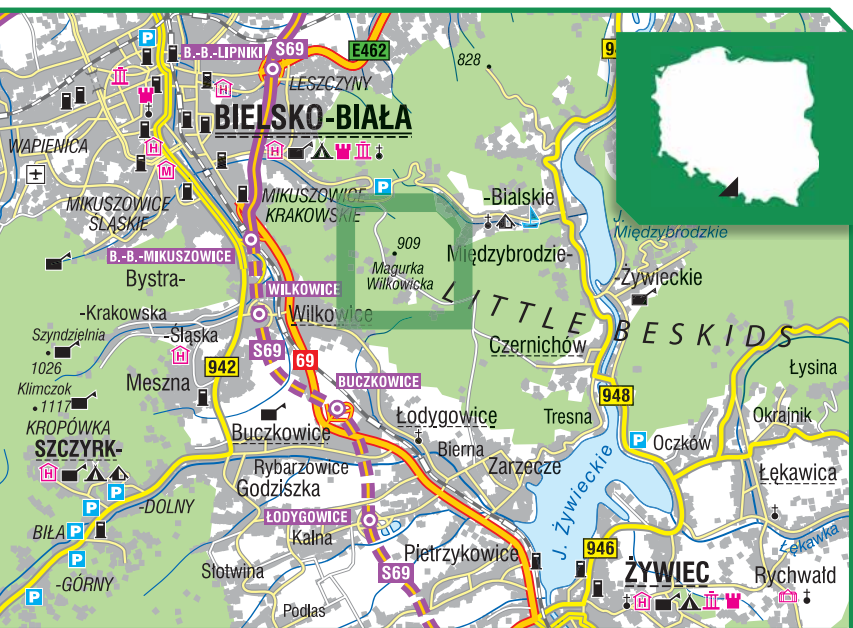 B.-B.-LIPNIKI
S69
E462
828
LESZCZYNY
BIELSKO-BIAŁA
WAPIENICA
H
H
H
M
P
MIKUSZOWICE
ŚLĄSKIE
MIKUSZOWICE
KRAKOWSKIE
P
-Bialskie
J.
Międzybrodzkie
B.-B.-MIKUSZOWICE
909
Magurka
Wilkowicka
Międzybrodzie-
-Żywieckie
Bystra-
WILKOWICE
-Krakowska
Wilkowice
LITTLE BESKIDS
Szyndzielnia
1026
-Śląska
H
S69
69
Czernichów
Klimczok
1117
942
Meszna
BUCZKOWICE
948
Łysina
KROPÓWKA
SZCZYRK-
Buczkowice
Łodygowice
Tresna
Okrajnik
H
Bierna
P
Oczków
Rybarzowice
Zarzecze
Łękawica
P
Godziszka
-DOLNY
P
ŁODYGOWICE
J. Żywieckie
BIŁA
P
Kalna
946
Łękawka
P
Pietrzykowice
-GÓRNY
Słotwina
S69
ŻYWIEC
Rychwałd
P
H
Podlas